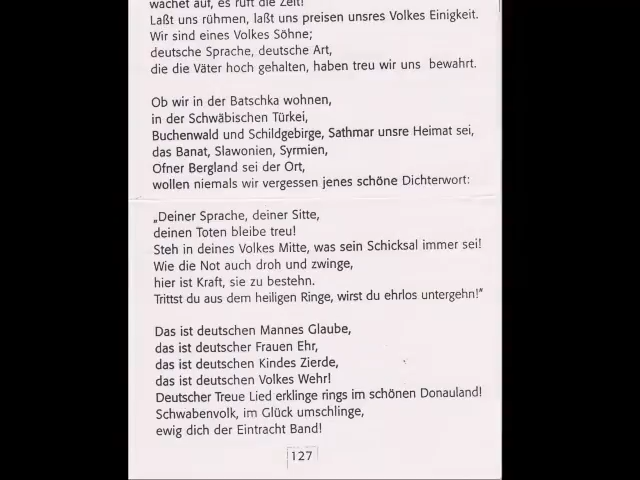 wachet auf, es ruft die Zeit!
Laßt uns rühmen, laßt uns preisen unsres Volkes Einigkeit.
Wir sind eines Volkes Söhne;
deutsche Sprache, deutsche Art,
die die Väter hoch gehalten, haben treu wir uns bewahrt.
Ob wir in der Batschka wohnen,
in der Schwäbischen Türkei,
Buchenwald und Schildgebirge, Sathmar unsre Heimat sei,
das Banat, Slawonien, Syrmien,
Ofner Bergland sei der Ort,
wollen niemals wir vergessen jenes schöne Dichterwort:
„Deiner Sprache, deiner Sitte,
deinen Toten bleibe treu!
Steh in deines Volkes Mitte, was sein Schicksal immer sei!
Wie die Not auch droh und zwinge,
hier ist Kraft, sie zu bestehn.
Trittst du aus dem heiligen Ringe, wirst du ehrlos untergehn!“
Das ist deutschen Mannes Glaube,
das ist deutscher Frauen Ehr,
das ist deutschen Kindes Zierde,
das ist deutschen Volkes Wehr!
Deutscher Treue Lied erklinge rings im schönen Donauland!
Schwabenvolk, im Glück umschlinge,
ewig dich der Eintracht Band!
127